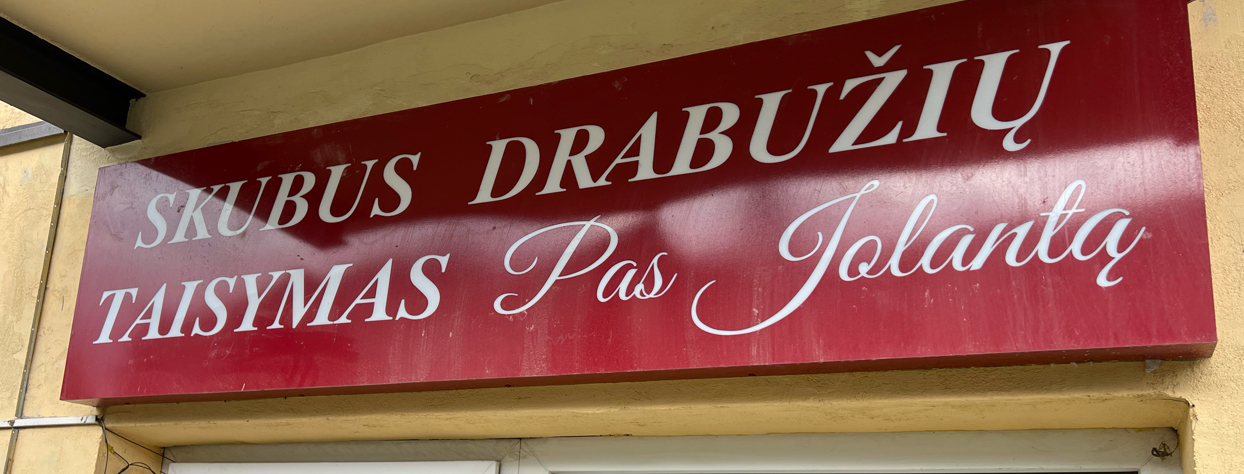 SKUBUS DRABUŽIŲ
TAISYMAS Pas Jolantą